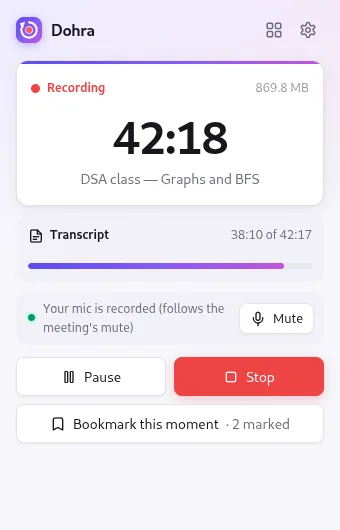 Dohra
Recording
869.8 MB
42:18
DSA class — Graphs and BFS
Transcript
38:10 of 42:17
Your mic is recorded (follows the
meeting's mute)
Mute
Pause
Stop
Bookmark this moment · 2 marked